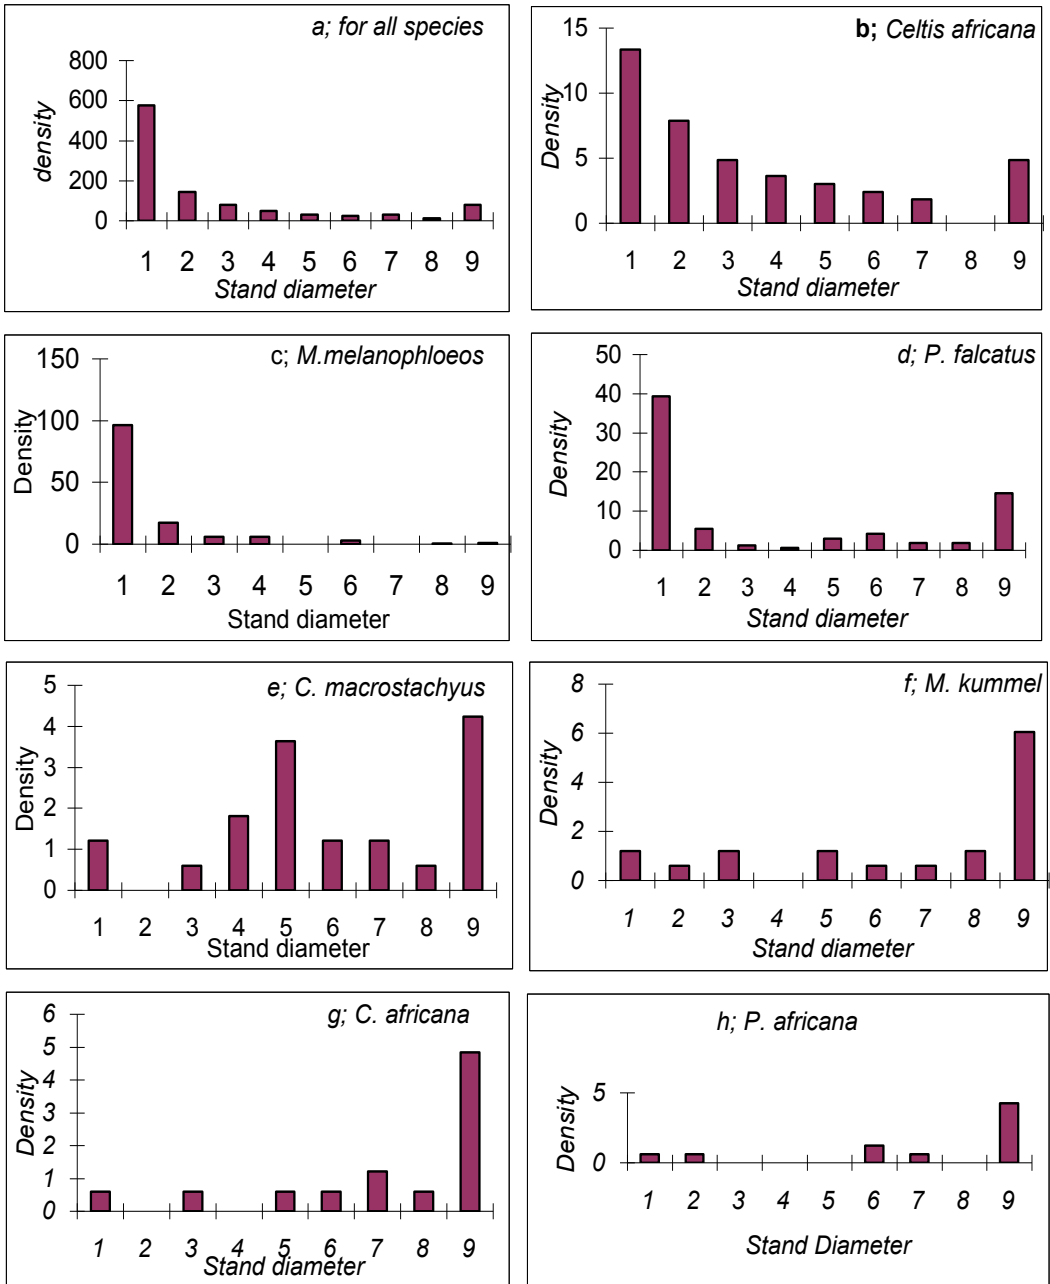 a; for all species
800
600
400
200
0
density
1 2 3 4 5 6 7 8 9
Stand diameter
b; Celtis africana
15
10
5
0
Density
1 2 3 4 5 6 7 8 9
Stand diameter
c; M.melanophloeos
150
100
50
0
Density
1 2 3 4 5 6 7 8 9
Stand diameter
d; P. falcatus
50
40
30
20
10
0
Density
1 2 3 4 5 6 7 8 9
Stand diameter
e; C. macrostachyus
5
4
3
2
1
0
Density
1 2 3 4 5 6 7 8 9
Stand diameter
f; M. kummel
8
6
4
2
0
Density
1 2 3 4 5 6 7 8 9
Stand diameter
g; C. africana
6
5
4
3
2
1
0
Density
1 2 3 4 5 6 7 8 9
Stand diameter
h; P. africana
5
0
Density
1 2 3 4 5 6 7 8 9
Stand Diameter